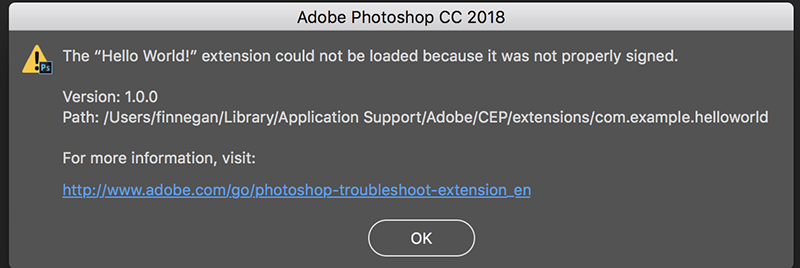 Adobe Photoshop CC 2018
The “Hello World!” extension could not be loaded because it was not properly signed.
Version: 1.0.0
Path: /Users/finnegan/Library/Application Support/Adobe/CEP/extensions/com.example.helloworld
For more information, visit:
http://www.adobe.com/go/photoshop-troubleshoot-extension_en
Ps
OK